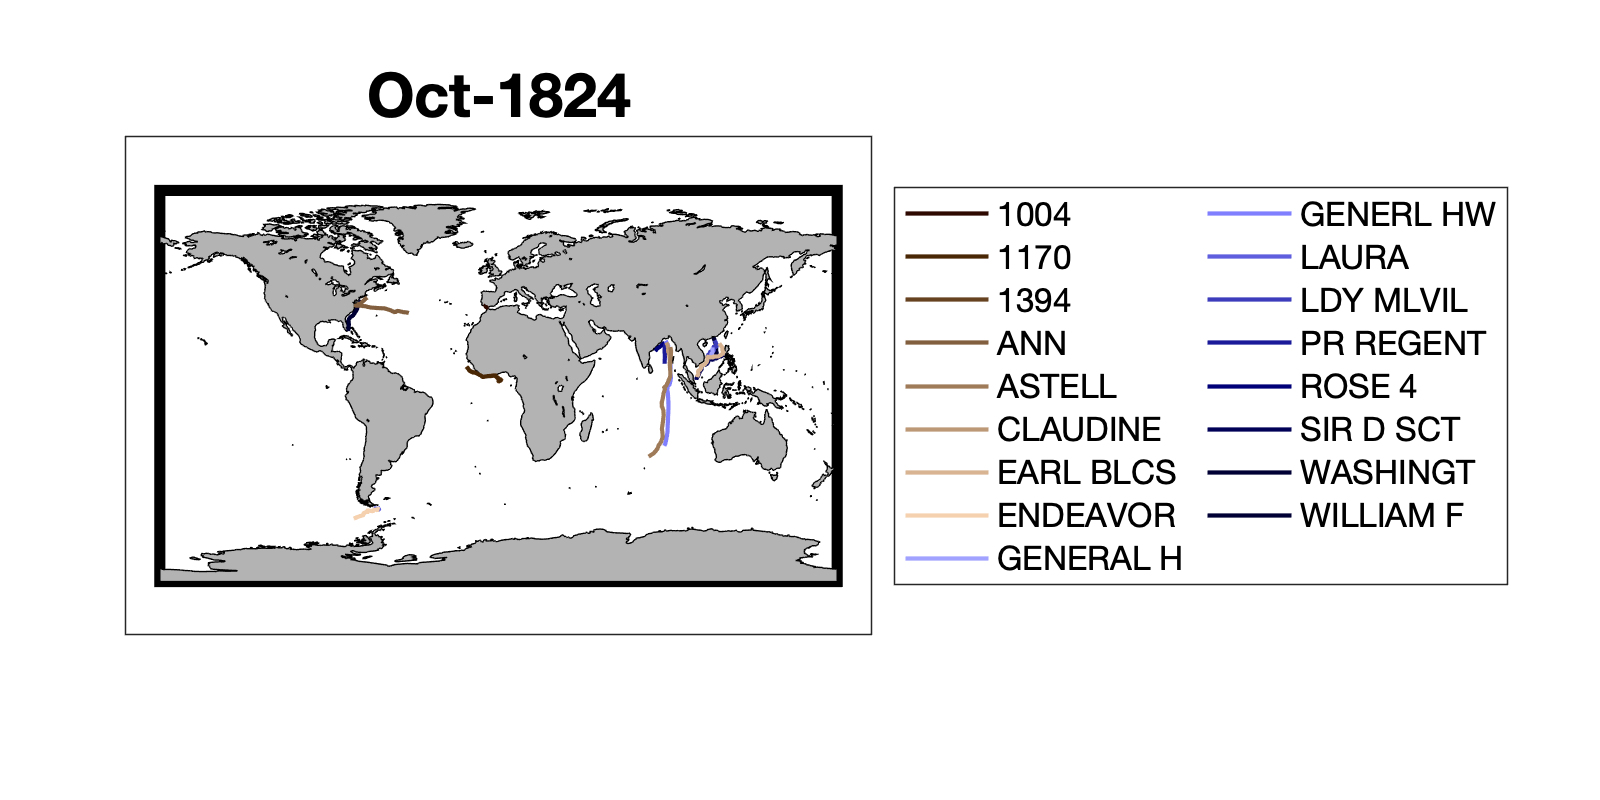 Oct-1824
1004
1170
1394
ANN
ASTELL
CLAUDINE
EARL BLCS
ENDEAVOR
GENERAL H
GENERL HW
LAURA
LDY MLVIL
PR REGENT
ROSE 4
SIR D SCT
WASHINGT
WILLIAM F